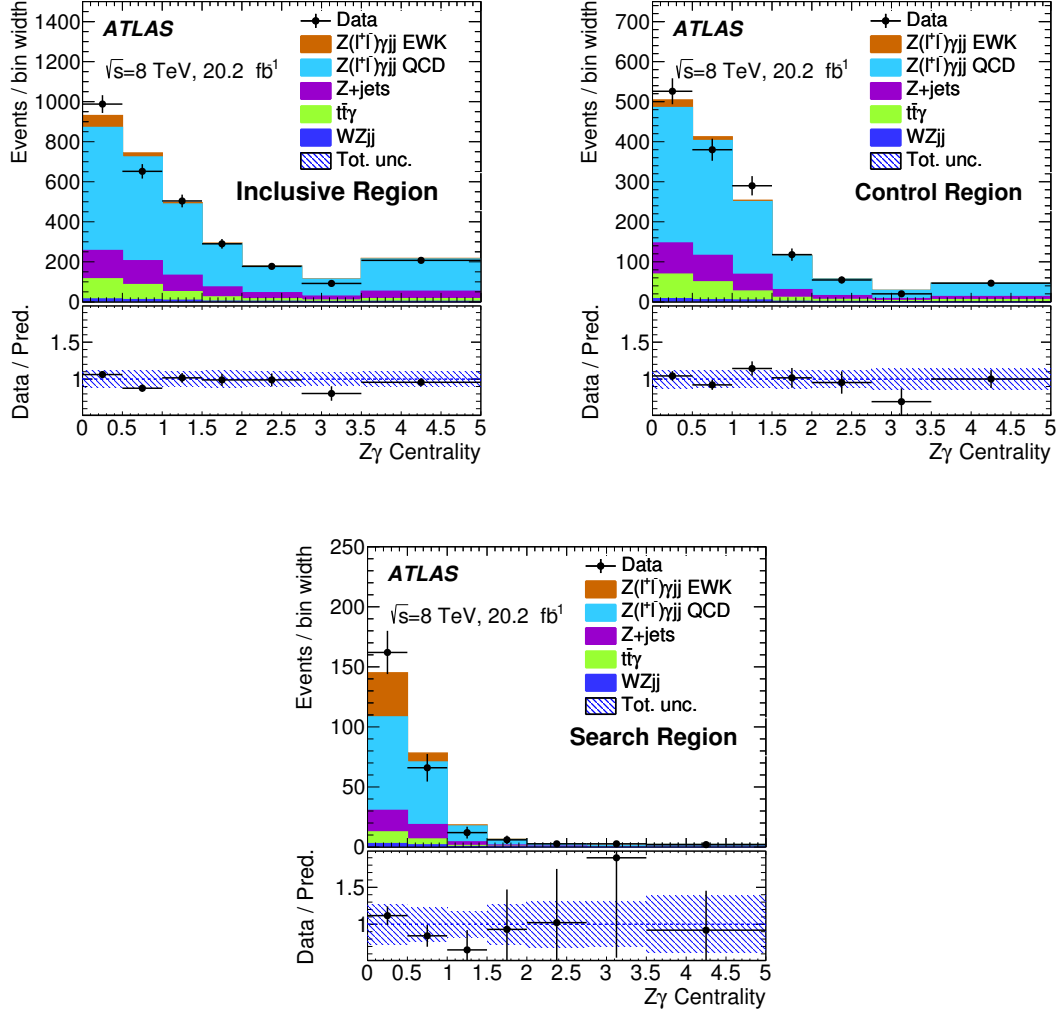 Events / bin width
1400
1200
1000
800
600
400
200
0
ATLAS
√s=8 TeV, 20.2 fb⁻¹
Data
Z(l⁺l⁻)γjj EWK
Z(l⁺l⁻)γjj QCD
Z+jets
tt̄γ
WZjj
Tot. unc.
Inclusive Region
Data / Pred.
1.5
1
0 0.5 1 1.5 2 2.5 3 3.5 4 4.5 5
Zγ Centrality
Events / bin width
700
600
500
400
300
200
100
0
ATLAS
√s=8 TeV, 20.2 fb⁻¹
Data
Z(l⁺l⁻)γjj EWK
Z(l⁺l⁻)γjj QCD
Z+jets
tt̄γ
WZjj
Tot. unc.
Control Region
Data / Pred.
1.5
1
0 0.5 1 1.5 2 2.5 3 3.5 4 4.5 5
Zγ Centrality
Events / bin width
250
200
150
100
50
0
ATLAS
√s=8 TeV, 20.2 fb⁻¹
Data
Z(l⁺l⁻)γjj EWK
Z(l⁺l⁻)γjj QCD
Z+jets
tt̄γ
WZjj
Tot. unc.
Search Region
Data / Pred.
1.5
1
0 0.5 1 1.5 2 2.5 3 3.5 4 4.5 5
Zγ Centrality